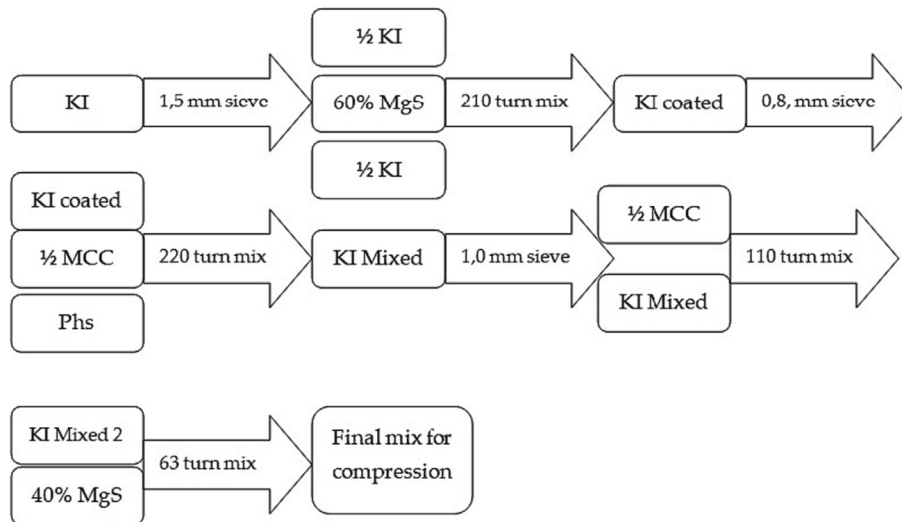 ½ KI
KI
1,5 mm sieve
60% MgS
210 turn mix
KI coated
0,8, mm sieve
½ KI
KI coated
½ MCC
220 turn mix
KI Mixed
1,0 mm sieve
½ MCC
110 turn mix
KI Mixed
Phs
KI Mixed 2
63 turn mix
40% MgS
Final mix for
compression